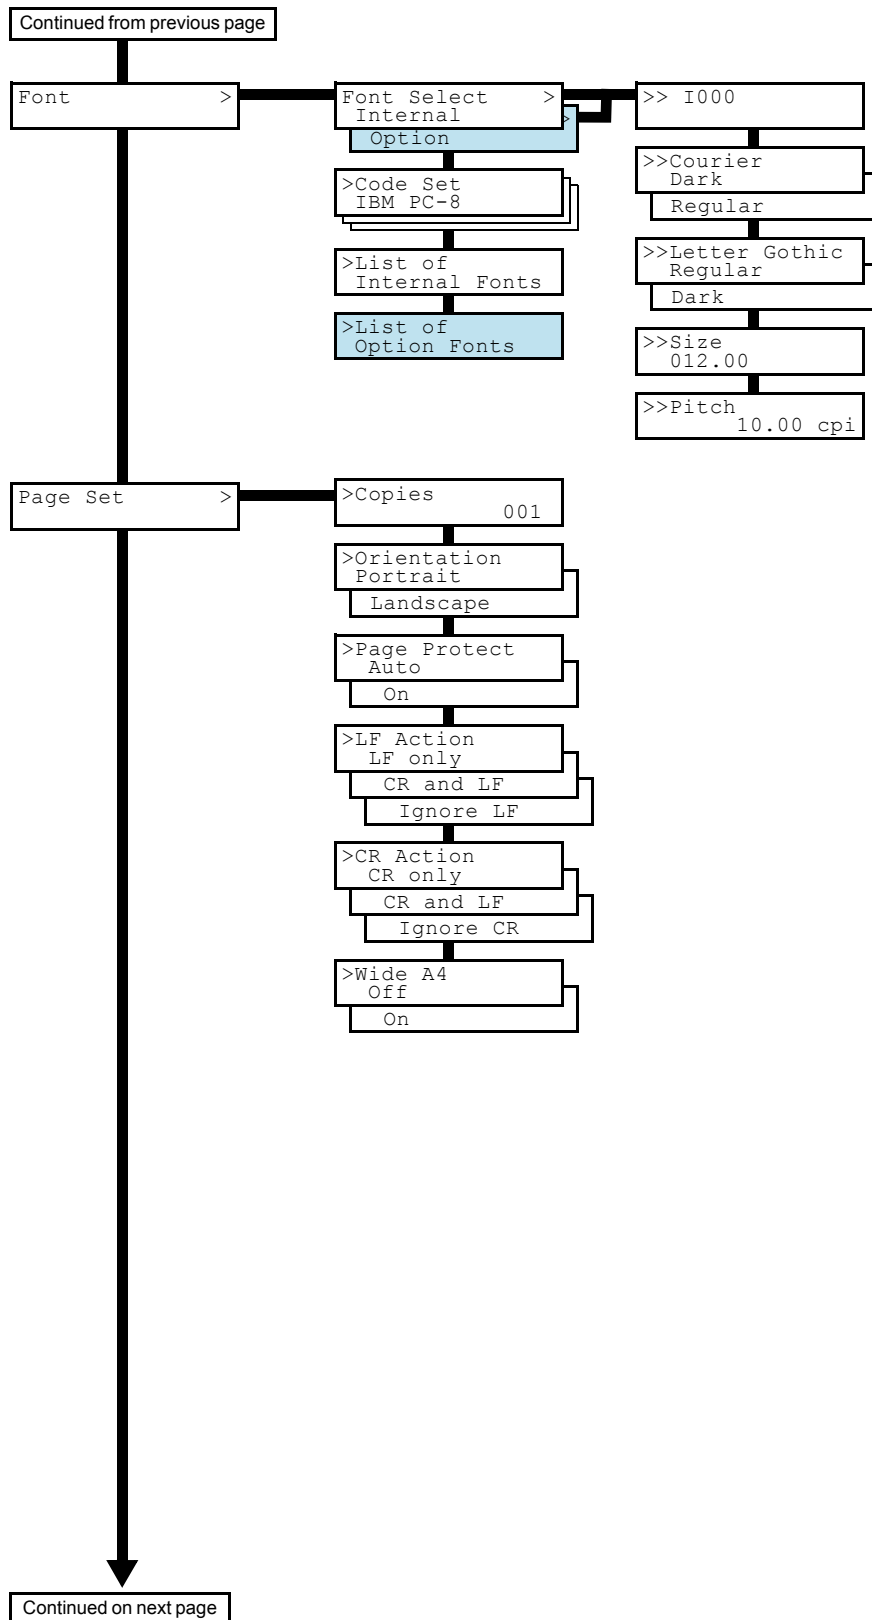 Continued from previous page
Font >
Font Select >
Internal
>
Option
>Code Set
IBM PC-8
>List of
Internal Fonts
>List of
Option Fonts
>> I000
>>Courier
Dark
Regular
>>Letter Gothic
Regular
Dark
>>Size
012.00
>>Pitch
10.00 cpi
Page Set >
>Copies
001
>Orientation
Portrait
Landscape
>Page Protect
Auto
On
>LF Action
LF only
CR and LF
Ignore LF
>CR Action
CR only
CR and LF
Ignore CR
>Wide A4
Off
On
Continued on next page